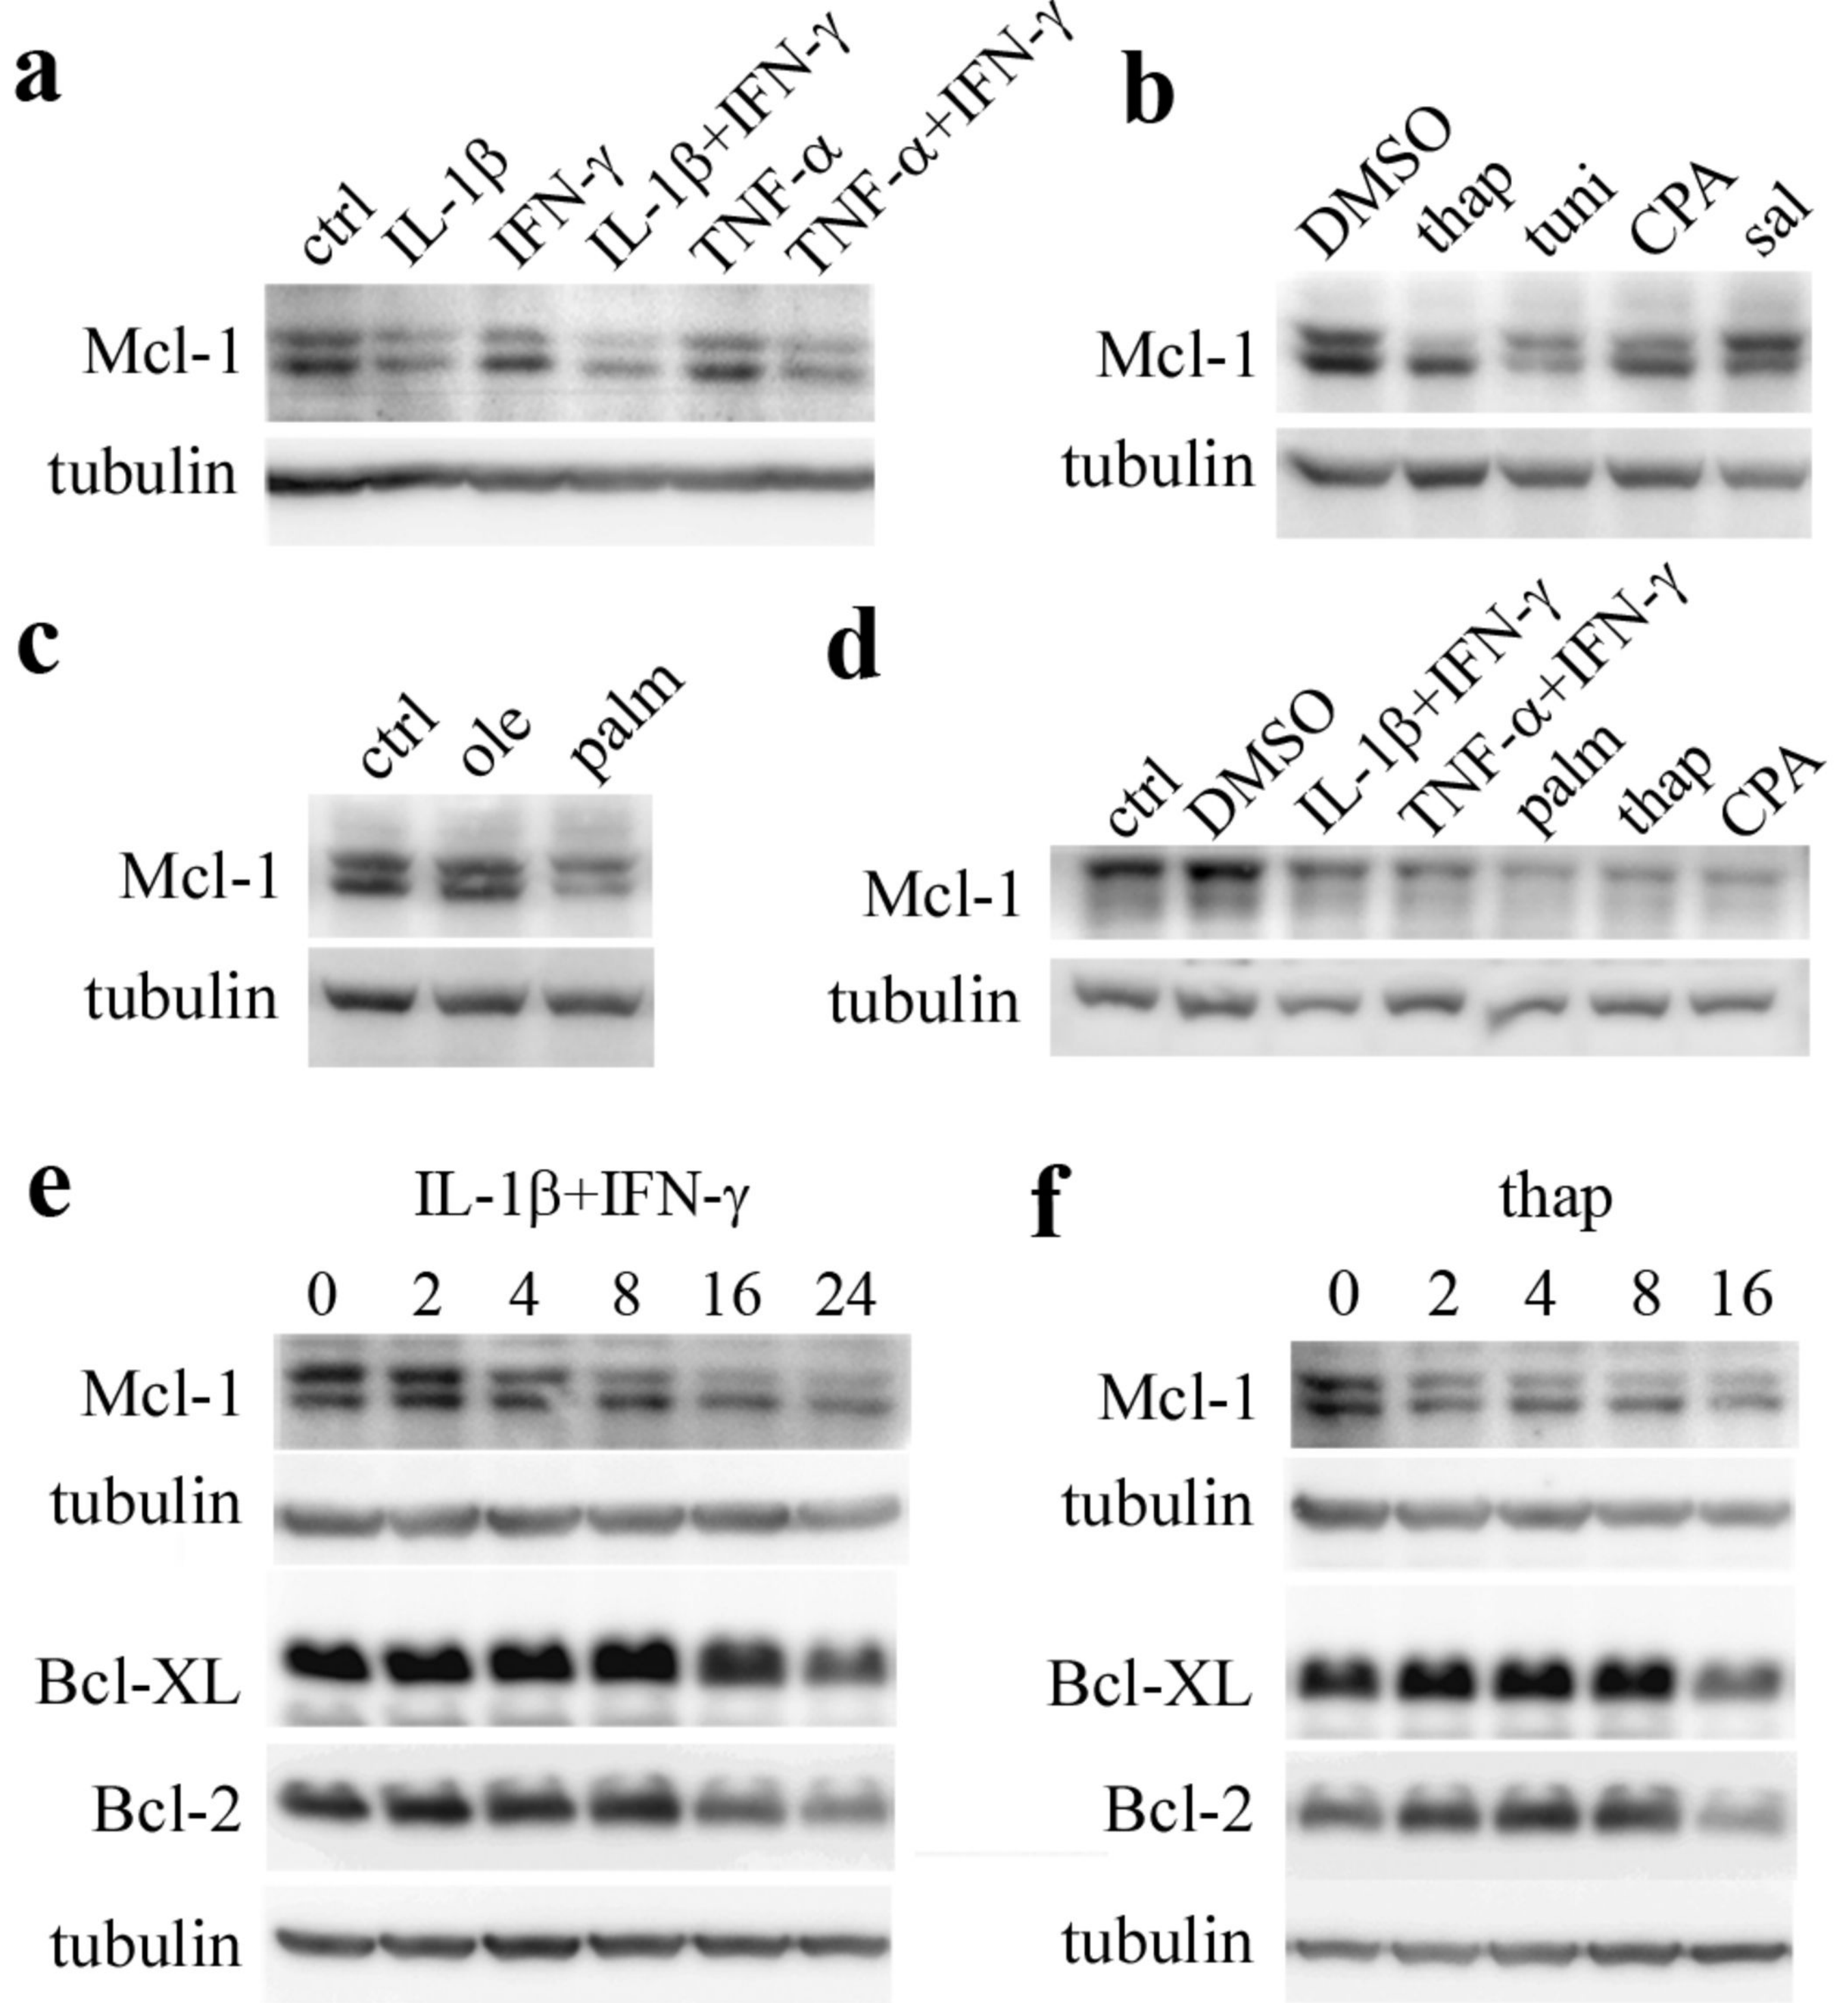 a
ctrl IL-1β IFN-γ IL-1β+IFN-γ TNF-α TNF-α+IFN-γ
Mcl-1
tubulin
b
DMSO thap tuni CPA sal
Mcl-1
tubulin
c
ctrl ole palm
Mcl-1
tubulin
d
ctrl DMSO IL-1β+IFN-γ TNF-α+IFN-γ palm thap CPA
Mcl-1
tubulin
e
IL-1β+IFN-γ
0 2 4 8 16 24
Mcl-1
tubulin
Bcl-XL
Bcl-2
tubulin
f
thap
0 2 4 8 16
Mcl-1
tubulin
Bcl-XL
Bcl-2
tubulin